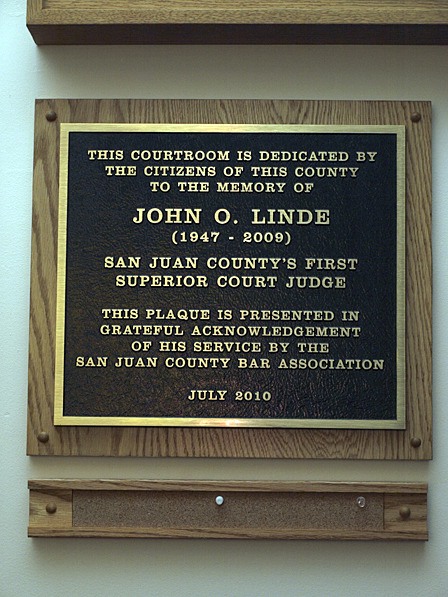 THIS COURTROOM IS DEDICATED BY
THE CITIZENS OF THIS COUNTY
TO THE MEMORY OF
JOHN O. LINDE
(1947 - 2009)
SAN JUAN COUNTY'S FIRST
SUPERIOR COURT JUDGE
THIS PLAQUE IS PRESENTED IN
GRATEFUL ACKNOWLEDGEMENT
OF HIS SERVICE BY THE
SAN JUAN COUNTY BAR ASSOCIATION
JULY 2010